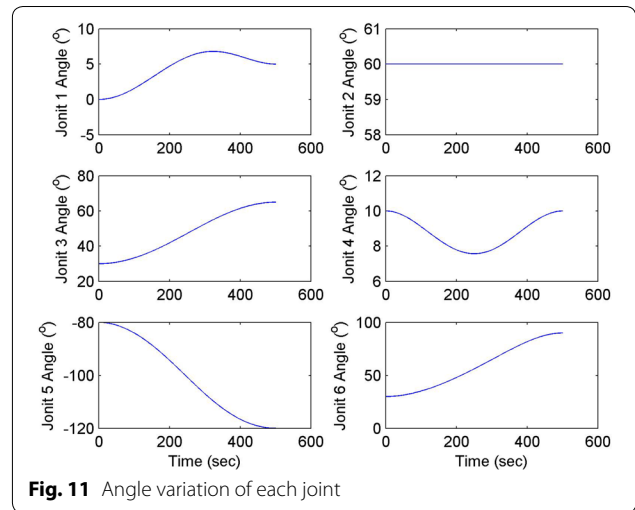 10
5
0
-5
Jonit 1 Angle (°)
0 200 400 600
61
60
59
58
Jonit 2 Angle (°)
0 200 400 600
80
60
40
20
Jonit 3 Angle (°)
0 200 400 600
12
10
8
6
Jonit 4 Angle (°)
0 200 400 600
-80
-100
-120
Jonit 5 Angle (°)
0 200 400 600
Time (sec)
100
50
0
Jonit 6 Angle (°)
0 200 400 600
Time (sec)
Fig. 11 Angle variation of each joint